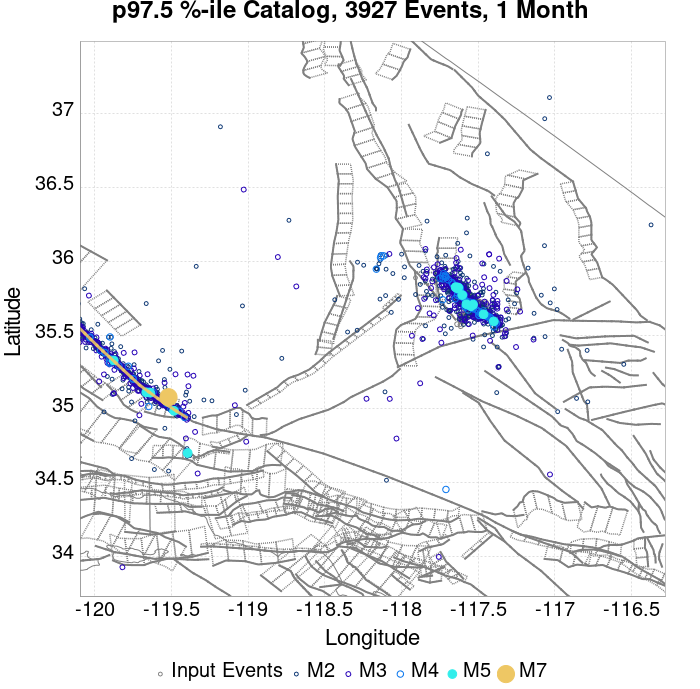 p97.5 %-ile Catalog, 3927 Events, 1 Month
37
36.5
36
35.5
35
34.5
34
Latitude
-120 -119.5 -119 -118.5 -118 -117.5 -117 -116.5
Longitude
Input Events M2 M3 M4 M5 M7